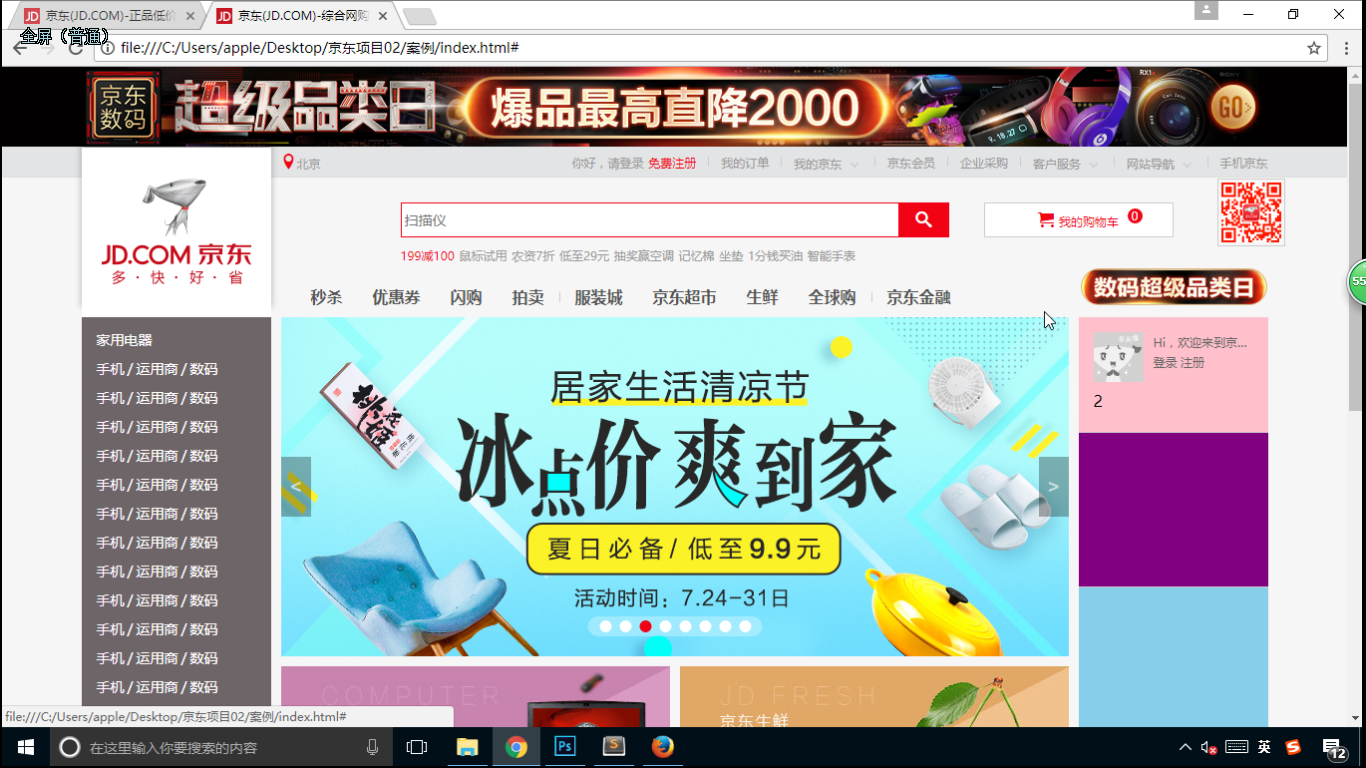 京东(JD.COM)-正品低价
京东(JD.COM)-综合网购
全屏（普通）
file:///C:/Users/apple/Desktop/京东项目02/案例/index.html#
京东
数码
超级品类日
爆品最高直降2000
GO>
RX1
SONY
9.18.27
北京
你好，请登录 免费注册
我的订单
我的京东
京东会员
企业采购
客户服务
网站导航
手机京东
JD.COM 京东
多·快·好·省
扫描仪
我的购物车
0
199减100 鼠标试用 农资7折 低至29元 抽奖赢空调 记忆棉 坐垫 1分钱买油 智能手表
秒杀 优惠券 闪购 拍卖 服装城 京东超市 生鲜 全球购 京东金融
数码超级品类日
家用电器
手机 / 运用商 / 数码
手机 / 运用商 / 数码
手机 / 运用商 / 数码
手机 / 运用商 / 数码
手机 / 运用商 / 数码
手机 / 运用商 / 数码
手机 / 运用商 / 数码
手机 / 运用商 / 数码
手机 / 运用商 / 数码
手机 / 运用商 / 数码
手机 / 运用商 / 数码
手机 / 运用商 / 数码
居家生活清凉节
冰点价 爽到家
夏日必备/低至9.9元
活动时间：7.24-31日
<
>
Hi，欢迎来到京...
登录 注册
2
55
COMPUTER
JD FRESH
京东生鲜
file:///C:/Users/apple/Desktop/京东项目02/案例/index.html#
在这里输入你要搜索的内容
Ps
S
英
12